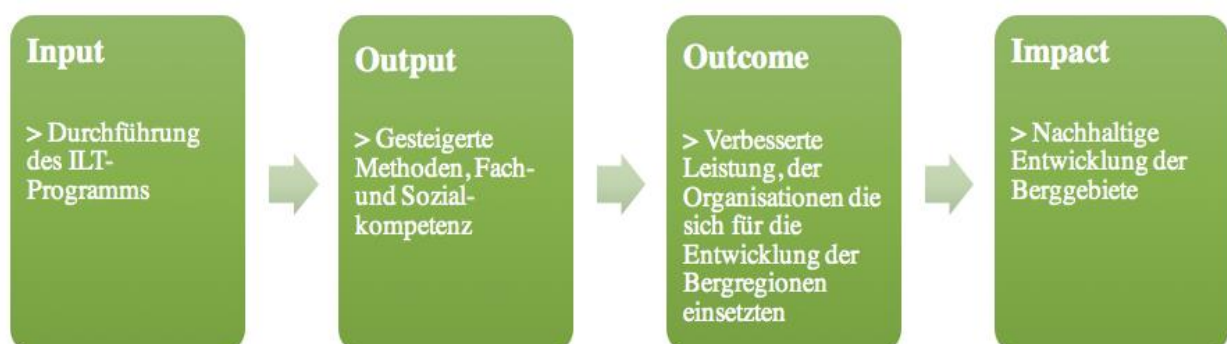 Input
> Durchführung
des ILT-
Programms
Output
> Gesteigerte
Methoden, Fach-
und Sozial-
kompetenz
Outcome
> Verbesserte
Leistung, der
Organisationen die
sich für die
Entwicklung der
Bergregionen
einsetzten
Impact
> Nachhaltige
Entwicklung der
Berggebiete